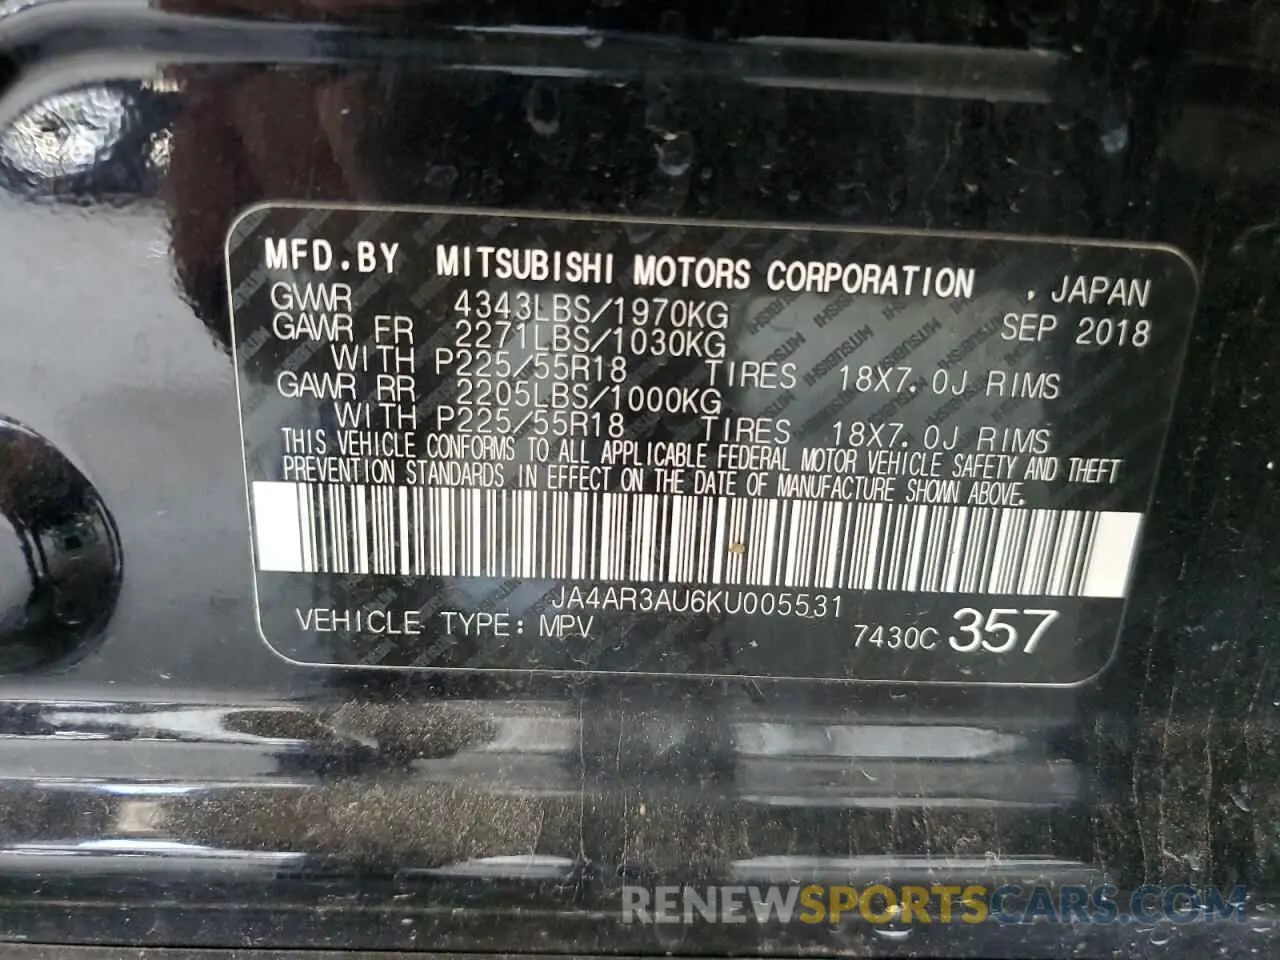 MFD.BY MITSUBISHI MOTORS CORPORATION , JAPAN
GVWR 4343LBS/1970KG SEP 2018
GAWR FR 2271LBS/1030KG
WITH P225/55R18 TIRES 18X7.0J RIMS
GAWR RR 2205LBS/1000KG
WITH P225/55R18 TIRES 18X7.0J RIMS
THIS VEHICLE CONFORMS TO ALL APPLICABLE FEDERAL MOTOR VEHICLE SAFETY AND THEFT
PREVENTION STANDARDS IN EFFECT ON THE DATE OF MANUFACTURE SHOWN ABOVE.
JA4AR3AU6KU005531
VEHICLE TYPE: MPV 7430C 357
RENEWSPORTSCARS.COM